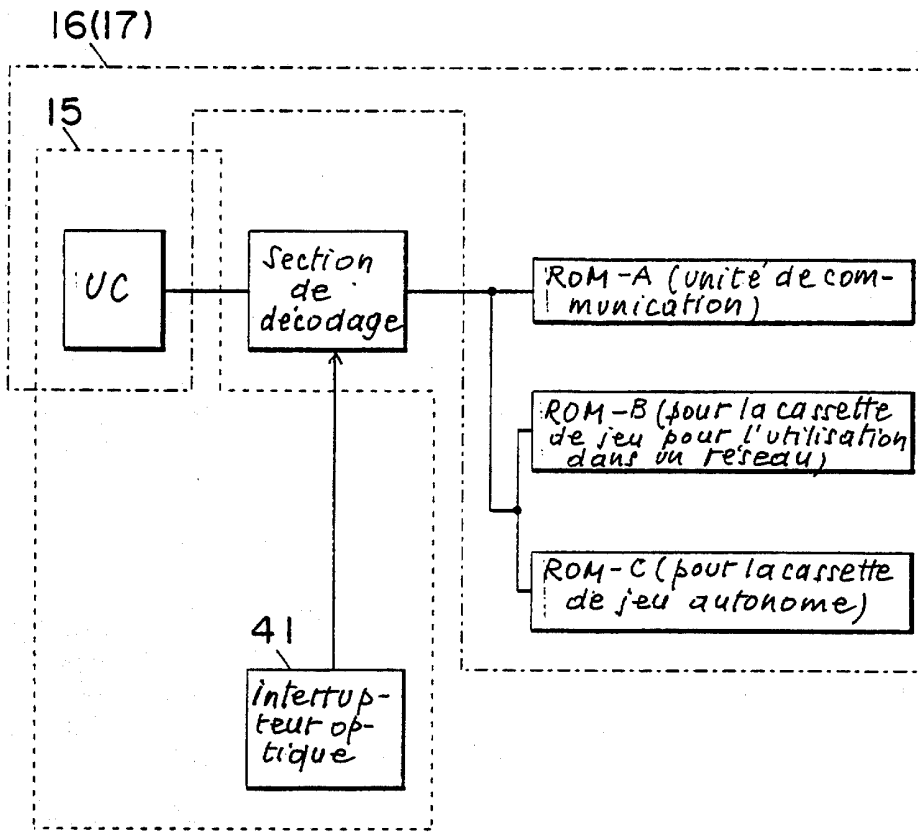 16(17)
15
UC
Section
de
décodage
ROM-A (unité de com-
munication)
ROM-B (pour la cassette
de jeu pour l'utilisation
dans un réseau)
ROM-C (pour la cassette
de jeu autonome)
41
interrup-
teur op-
tique